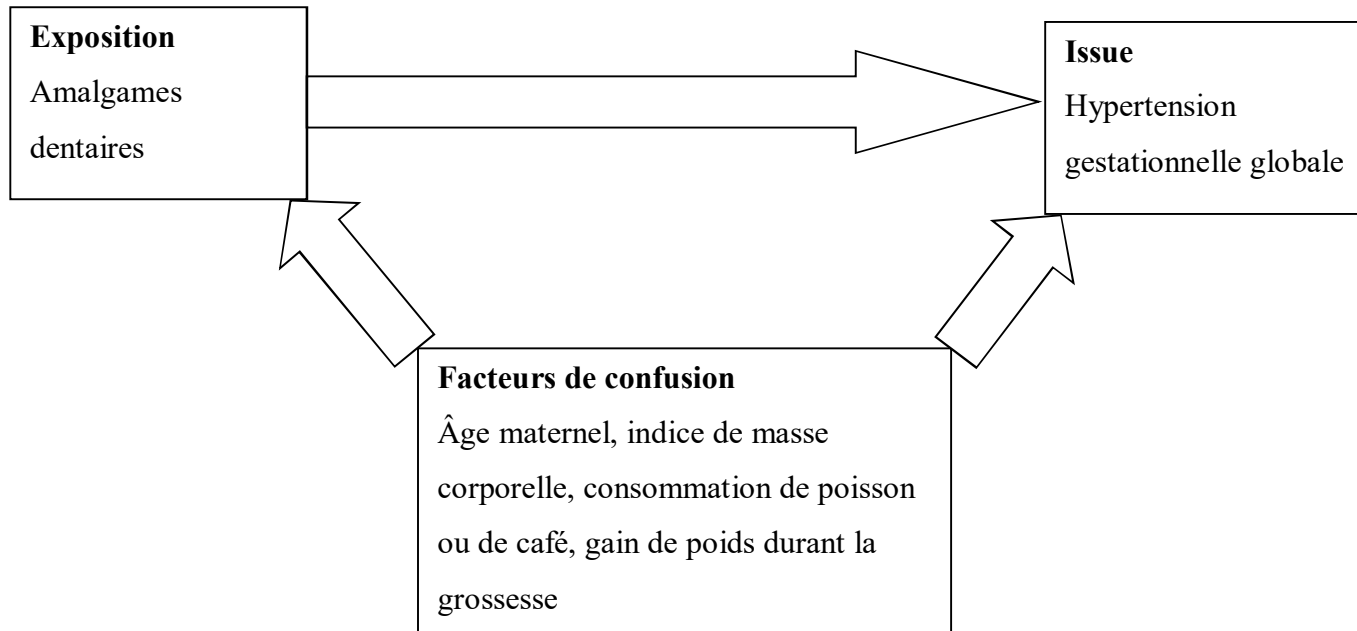 Exposition
Amalgames
dentaires
Issue
Hypertension
gestationnelle globale
Facteurs de confusion
Âge maternel, indice de masse
corporelle, consommation de poisson
ou de café, gain de poids durant la
grossesse